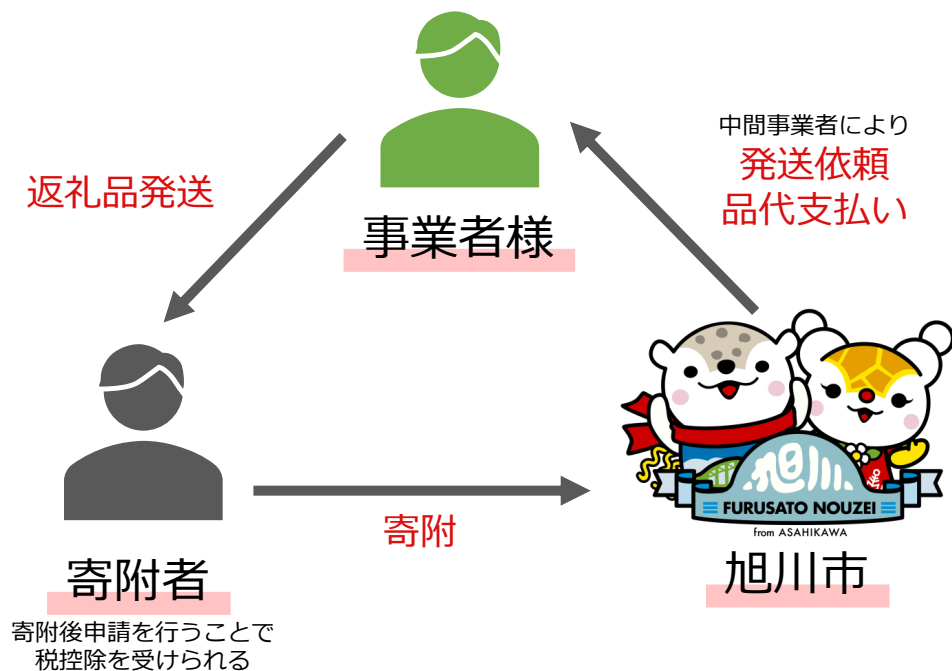 中間事業者により
発送依頼
品代支払い
返礼品発送
事業者様
旭川
FURUSATO NOUZEI
from ASAHIKAWA
寄附
寄附者
旭川市
寄附後申請を行うことで
税控除を受けられる